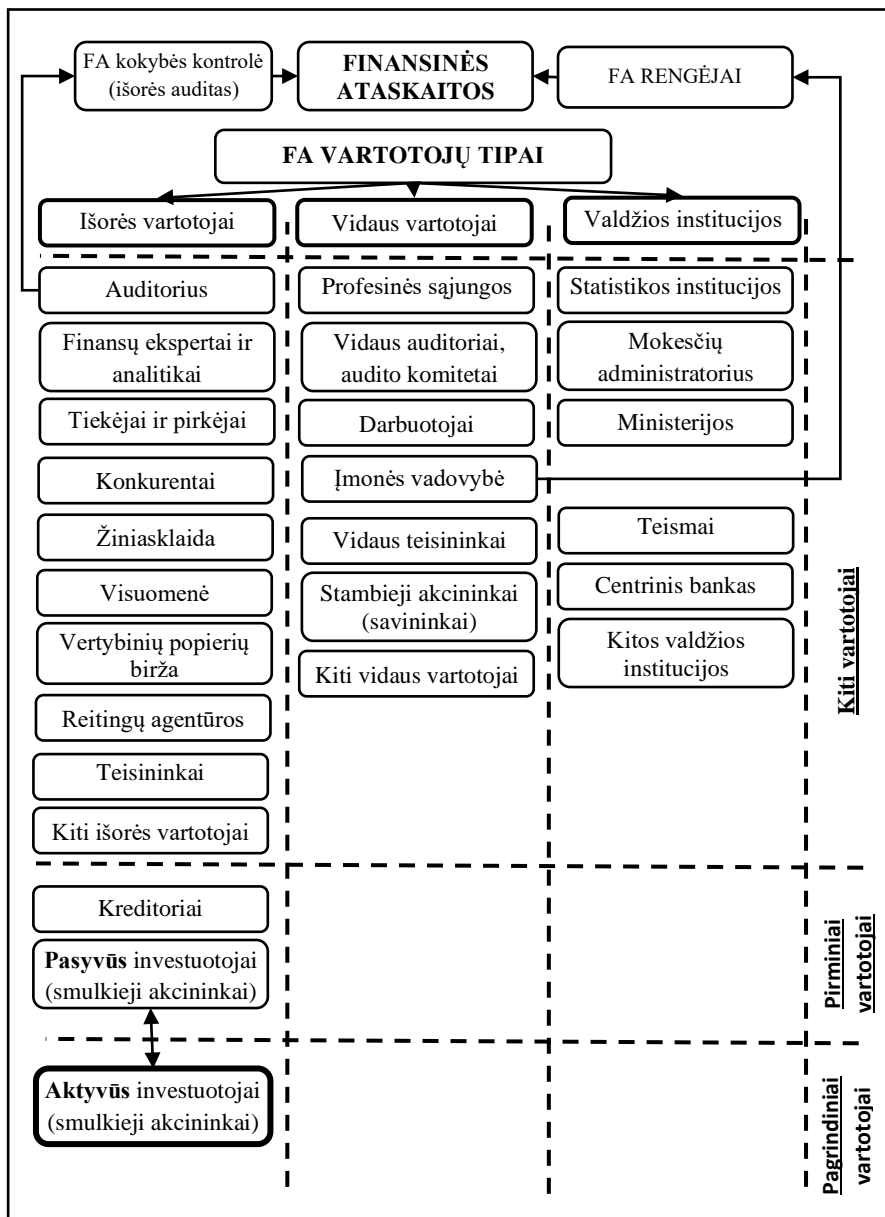 FA kokybės kontrolė
(išorės auditas)
FINANSINĖS
ATASKAITOS
FA RENGĖJAI
FA VARTOTOJŲ TIPAI
Išorės vartotojai
Vidaus vartotojai
Valdžios institucijos
Auditorius
Finansų ekspertai ir
analitikai
Tiekėjai ir pirkėjai
Konkurentai
Žiniasklaida
Visuomenė
Vertybinių popierių
birža
Reitingų agentūros
Teisininkai
Kiti išorės vartotojai
Profesinės sąjungos
Vidaus auditoriai,
audito komitetai
Darbuotojai
Įmonės vadovybė
Vidaus teisininkai
Stambieji akcininkai
(savininkai)
Kiti vidaus vartotojai
Statistikos institucijos
Mokesčių
administratorius
Ministerijos
Teismai
Centrinis bankas
Kitos valdžios
institucijos
Kiti vartotojai
Kreditoriai
Pasyvūs investuotojai
(smulkieji akcininkai)
Pirminiai
vartotojai
Aktyvūs investuotojai
(smulkieji akcininkai)
Pagrindiniai
vartotojai